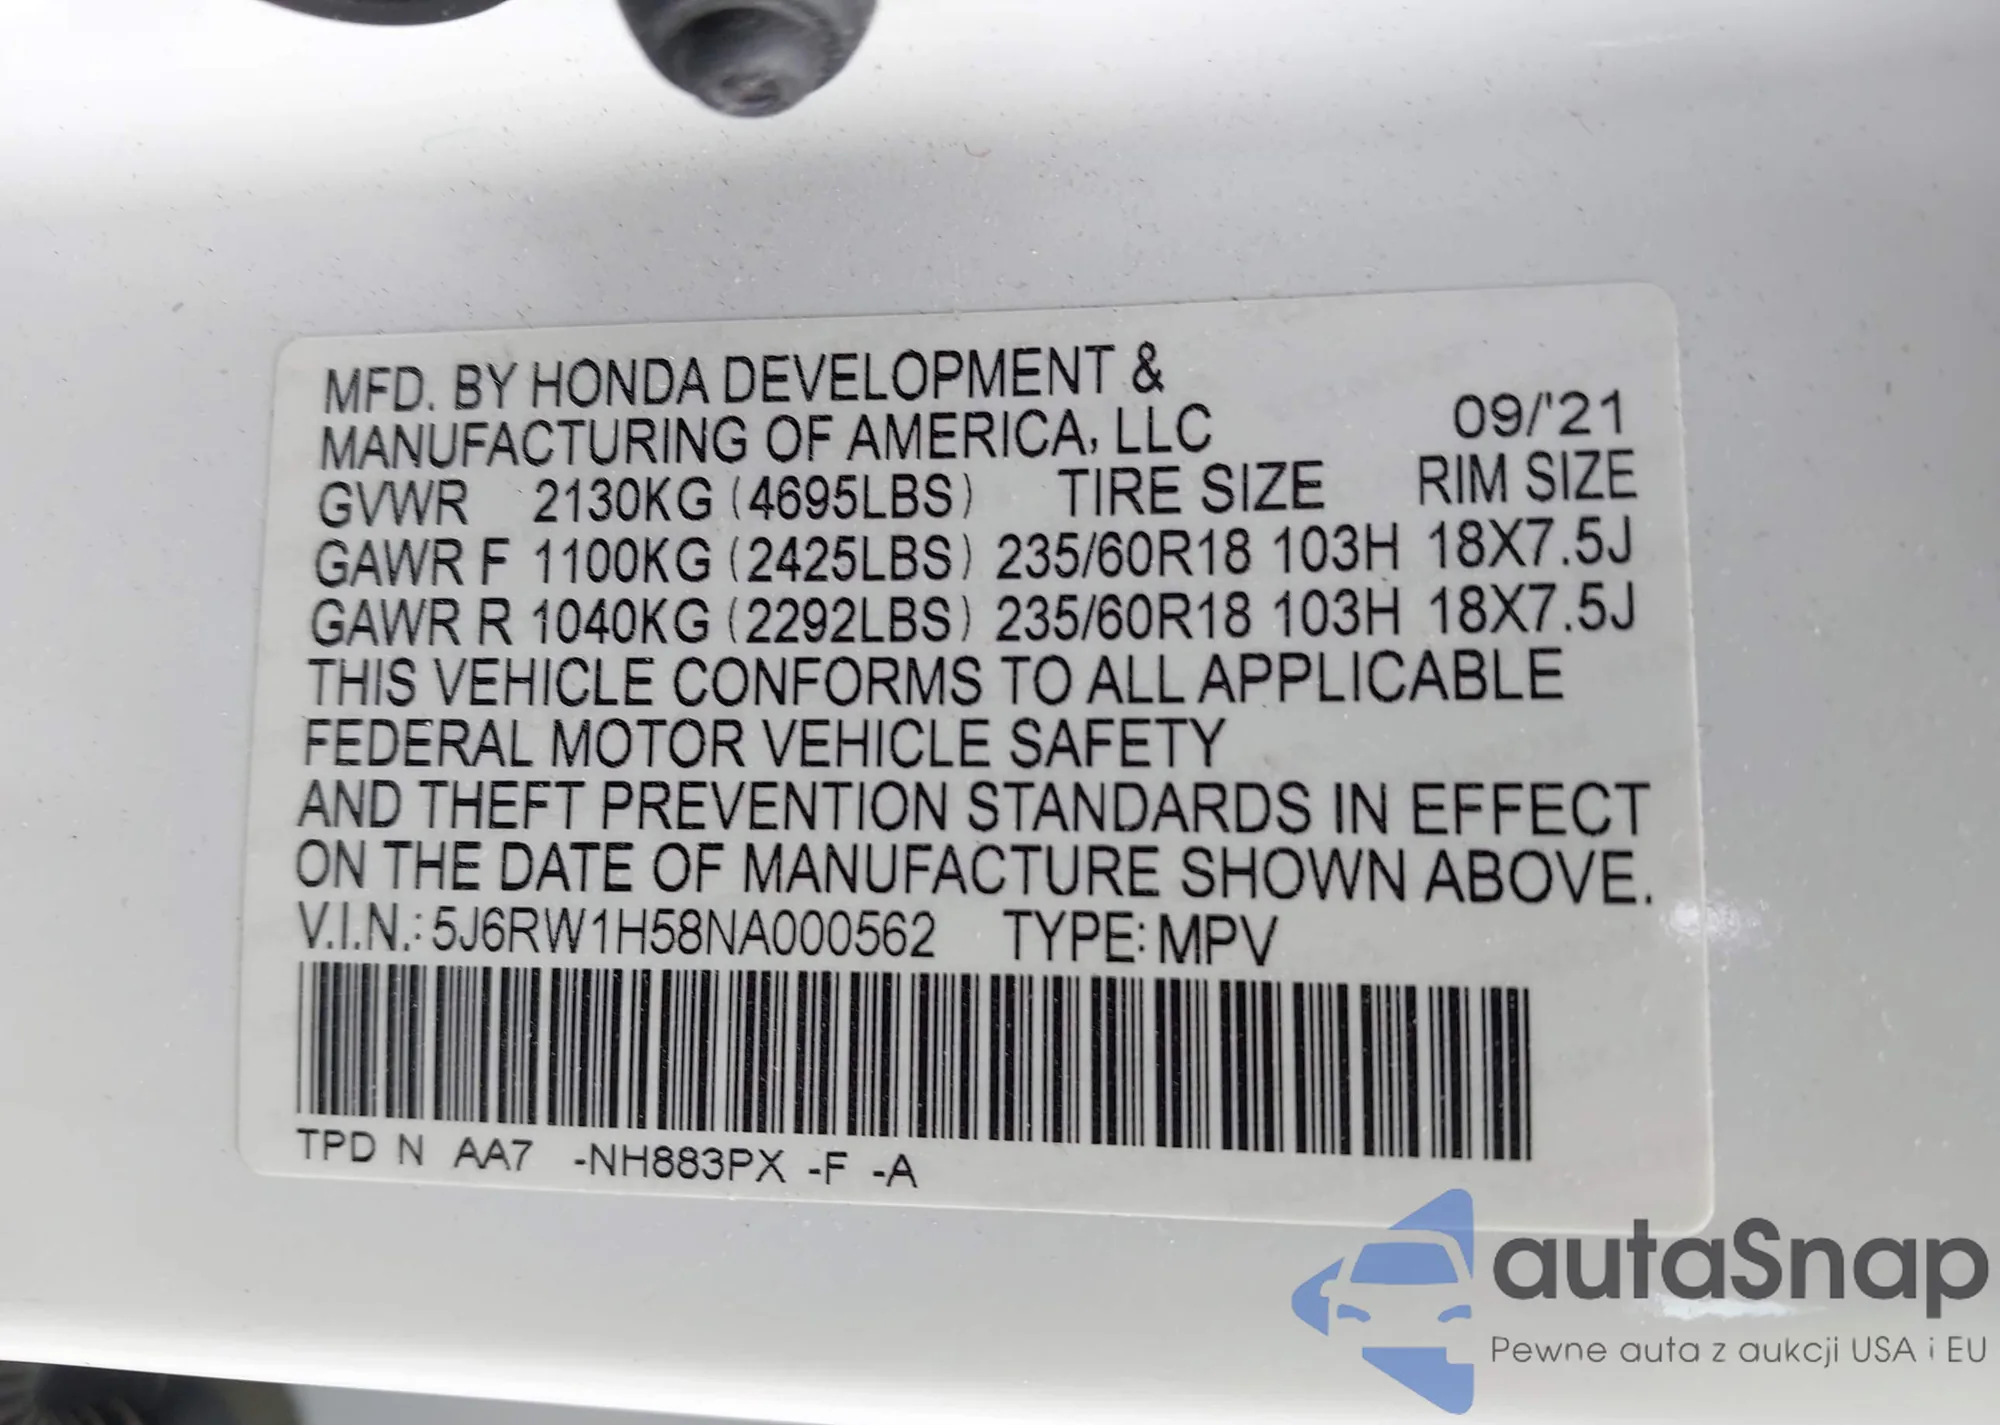 MFD. BY HONDA DEVELOPMENT &
MANUFACTURING OF AMERICA, LLC 09/'21
GVWR 2130KG (4695LBS) TIRE SIZE RIM SIZE
GAWR F 1100KG (2425LBS) 235/60R18 103H 18X7.5J
GAWR R 1040KG (2292LBS) 235/60R18 103H 18X7.5J
THIS VEHICLE CONFORMS TO ALL APPLICABLE
FEDERAL MOTOR VEHICLE SAFETY
AND THEFT PREVENTION STANDARDS IN EFFECT
ON THE DATE OF MANUFACTURE SHOWN ABOVE.
V.I.N.: 5J6RW1H58NA000562 TYPE: MPV
TPD N AA7 -NH883PX -F -A
autaSnap
Pewne auta z aukcji USA i EU